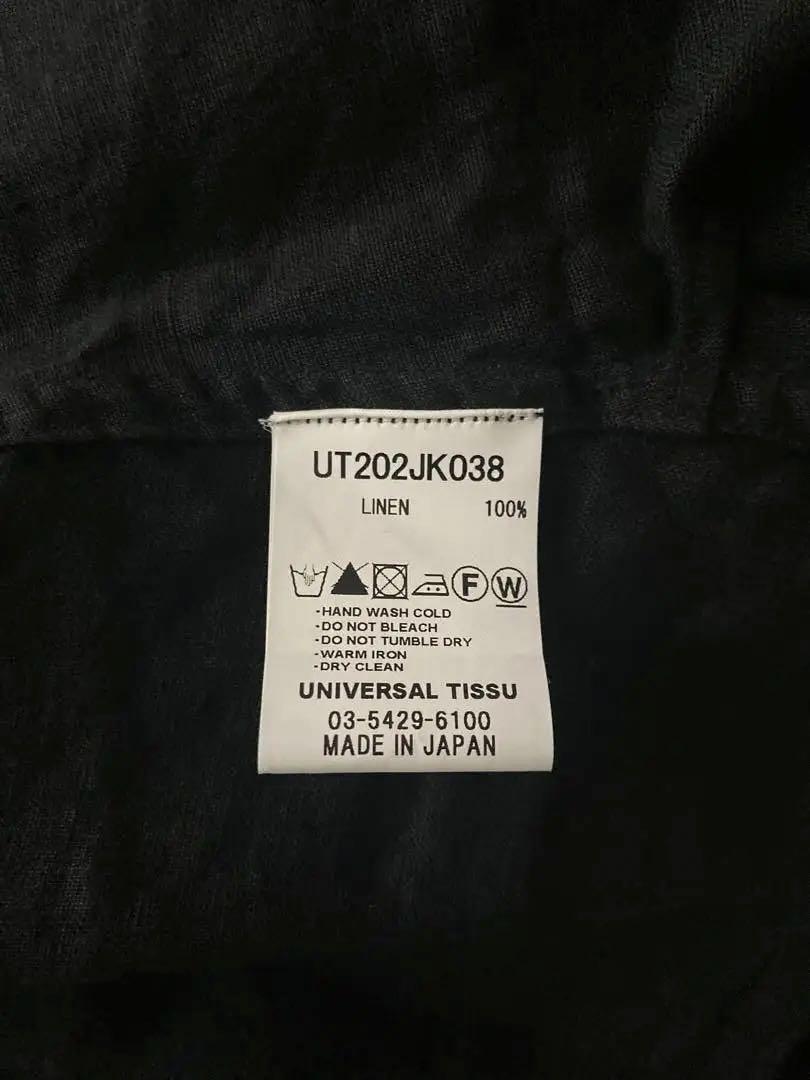 UT202JK038
LINEN 100%
F W
-HAND WASH COLD
-DO NOT BLEACH
-DO NOT TUMBLE DRY
-WARM IRON
-DRY CLEAN
UNIVERSAL TISSU
03-5429-6100
MADE IN JAPAN